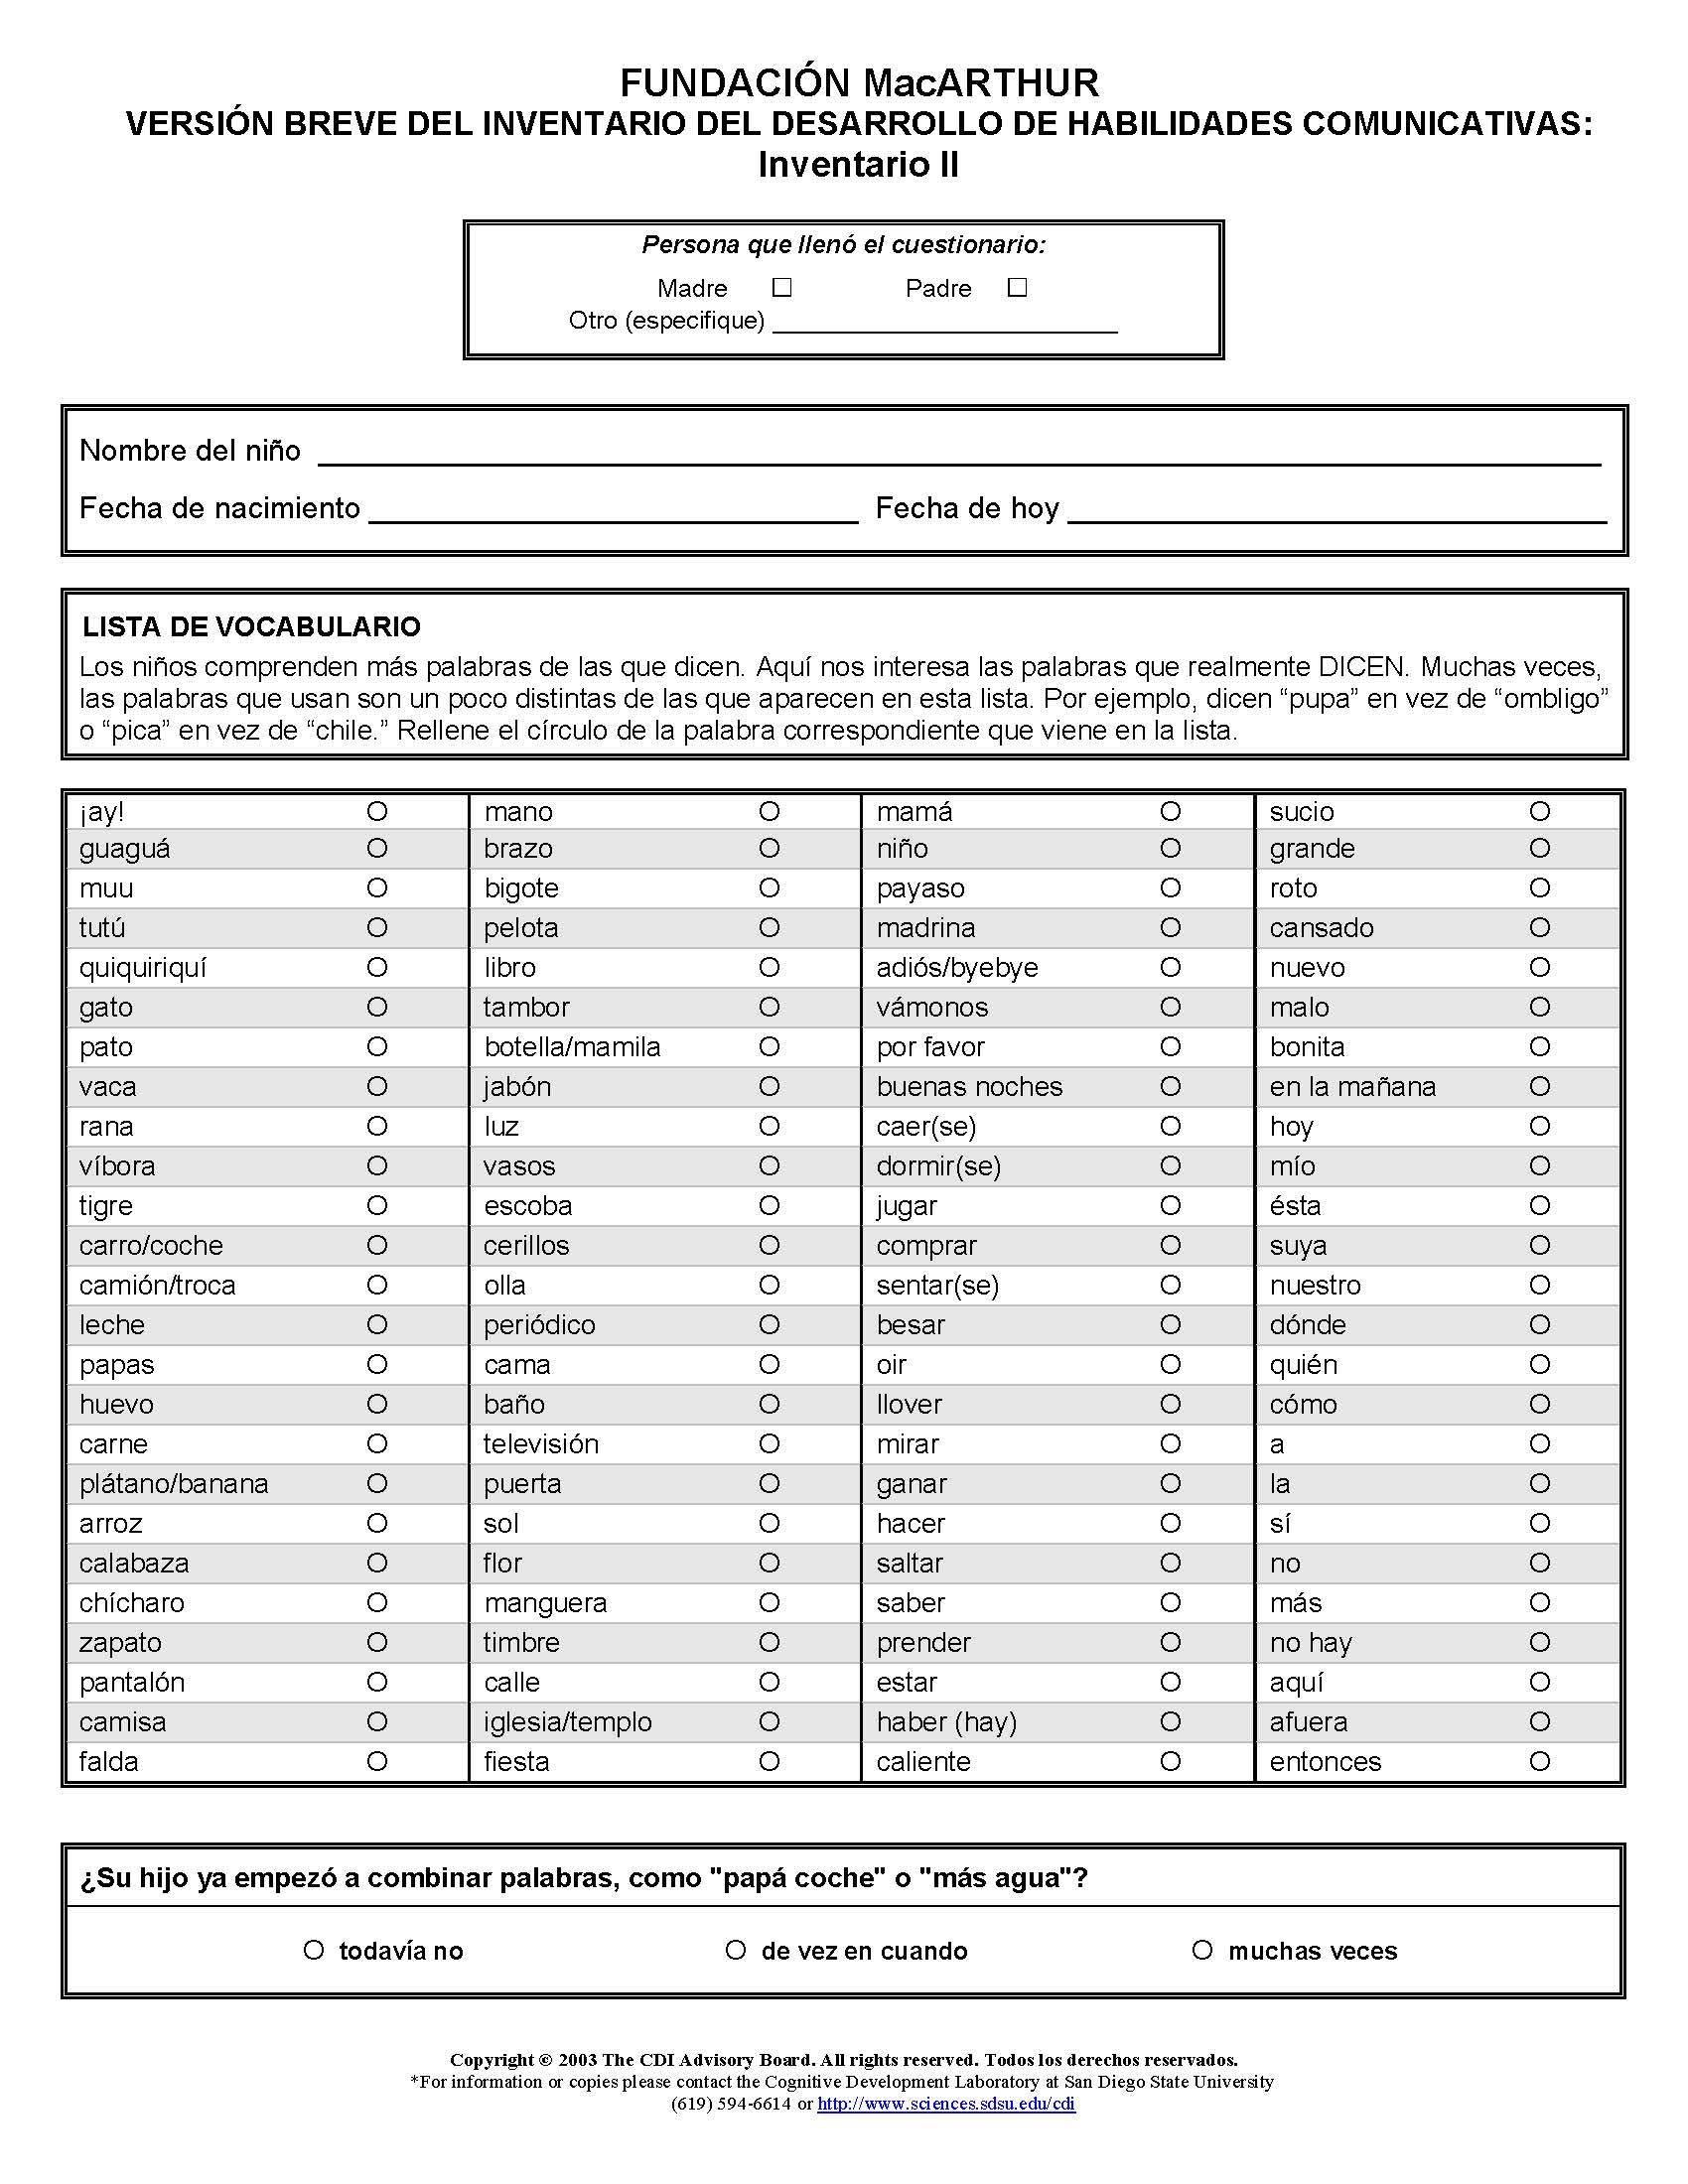 FUNDACIÓN MacARTHUR
VERSIÓN BREVE DEL INVENTARIO DEL DESARROLLO DE HABILIDADES COMUNICATIVAS:
Inventario II
Persona que llenó el cuestionario:
Madre □ Padre □
Otro (especifique) ____________________
Nombre del niño ____________________
Fecha de nacimiento ____________________ Fecha de hoy ____________________
LISTA DE VOCABULARIO
Los niños comprenden más palabras de las que dicen. Aquí nos interesa las palabras que realmente DICEN. Muchas veces,
las palabras que usan son un poco distintas de las que aparecen en esta lista. Por ejemplo, dicen “pupa” en vez de “ombligo”
o “pica” en vez de “chile.” Rellene el círculo de la palabra correspondiente que viene en la lista.
¡ay! O mano O mamá O sucio O
guaguá O brazo O niño O grande O
muu O bigote O payaso O roto O
tutú O pelota O madrina O cansado O
quiquiriquí O libro O adiós/byebye O nuevo O
gato O tambor O vámonos O malo O
pato O botella/mamila O por favor O bonita O
vaca O jabón O buenas noches O en la mañana O
rana O luz O caer(se) O hoy O
víbora O vasos O dormir(se) O mío O
tigre O escoba O jugar O ésta O
carro/coche O cerillos O comprar O suya O
camión/troca O olla O sentar(se) O nuestro O
leche O periódico O besar O dónde O
papas O cama O oir O quién O
huevo O baño O llover O cómo O
carne O televisión O mirar O a O
plátano/banana O puerta O ganar O la O
arroz O sol O hacer O sí O
calabaza O flor O saltar O no O
chícharo O manguera O saber O más O
zapato O timbre O prender O no hay O
pantalón O calle O estar O aquí O
camisa O iglesia/templo O haber (hay) O afuera O
falda O fiesta O caliente O entonces O
¿Su hijo ya empezó a combinar palabras, como "papá coche" o "más agua"?
O todavía no O de vez en cuando O muchas veces
Copyright © 2003 The CDI Advisory Board. All rights reserved. Todos los derechos reservados.
*For information or copies please contact the Cognitive Development Laboratory at San Diego State University
(619) 594-6614 or http://www.sciences.sdsu.edu/cdi